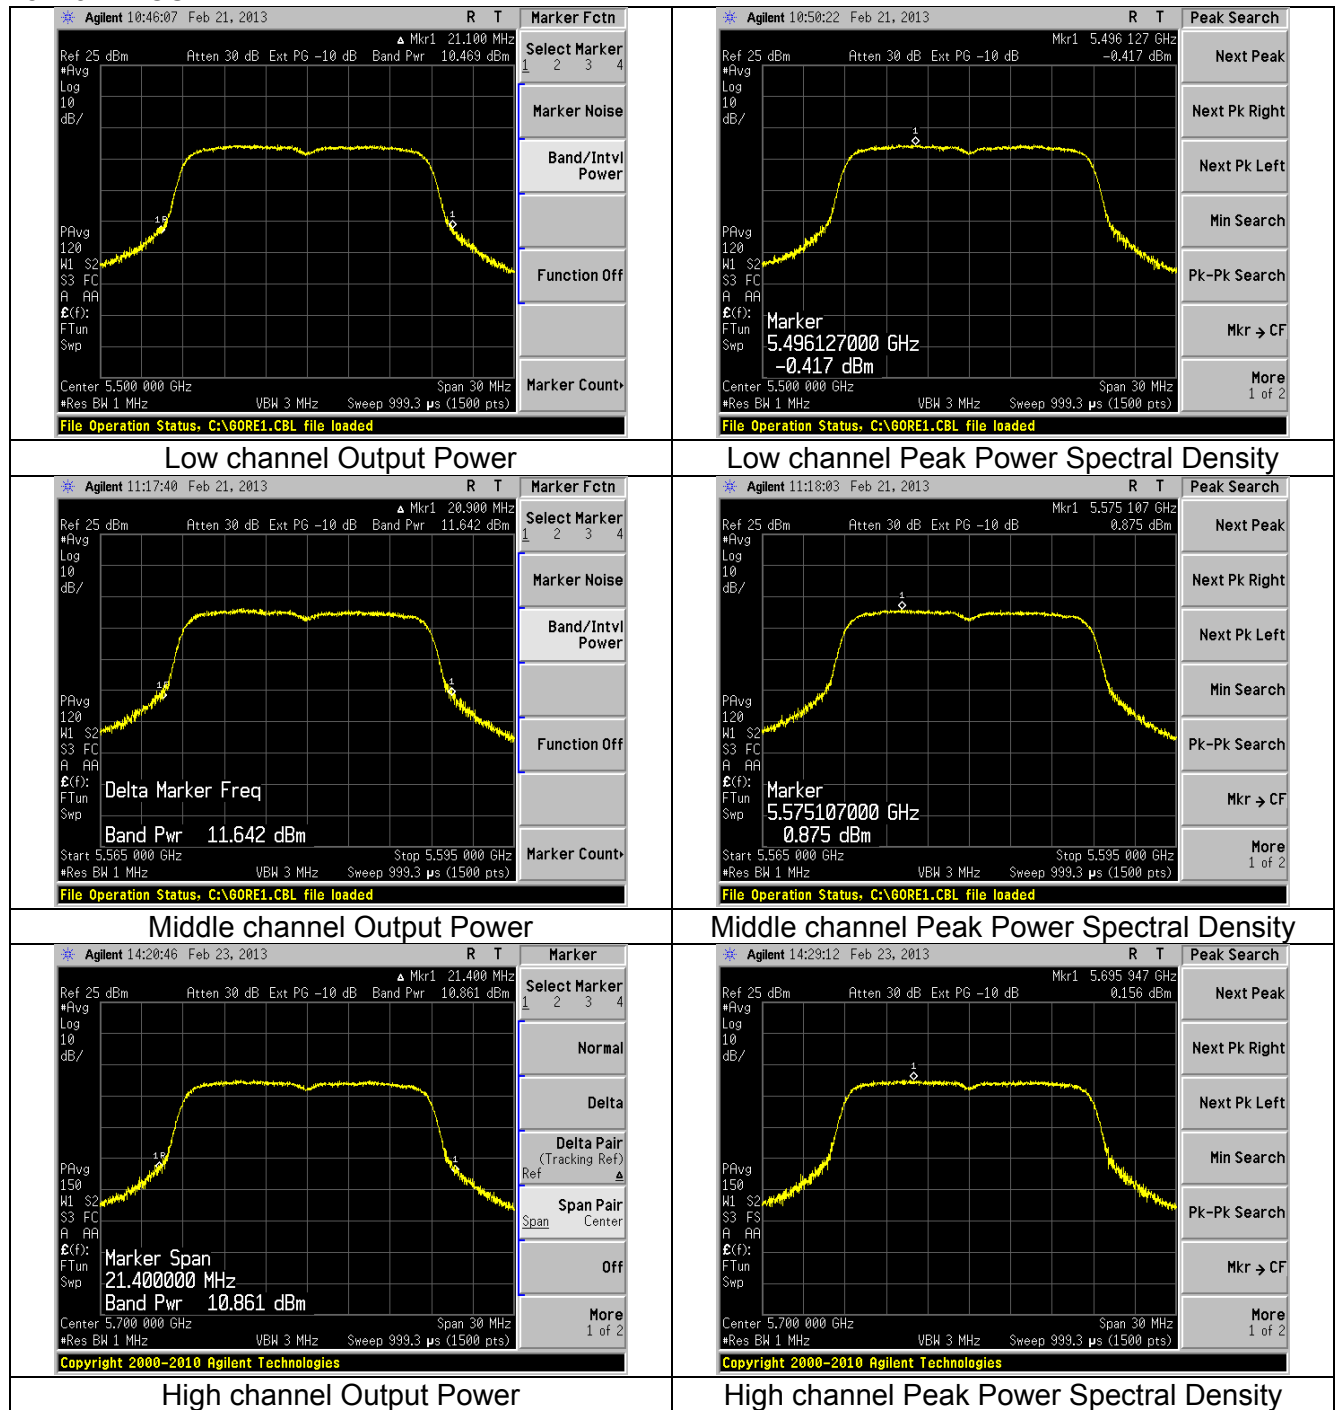 Agilent 10:46:07 Feb 21, 2013 R T Marker Fctn
Δ Mkr1 21.100 MHz
Ref 25 dBm Atten 30 dB Ext PG -10 dB Band Pwr 10.469 dBm
#Avg
Log
10
dB/
1R
1
PAvg
120
W1 S2
S3 FC
A AA
£(f):
FTun
Swp
Center 5.500 000 GHz Span 30 MHz
#Res BW 1 MHz VBW 3 MHz Sweep 999.3 µs (1500 pts)
File Operation Status, C:\GORE1.CBL file loaded
Select Marker
1 2 3 4
Marker Noise
Band/Intvl
Power
Function Off
Marker Count▸
Low channel Output Power
Agilent 10:50:22 Feb 21, 2013 R T Peak Search
Mkr1 5.496 127 GHz
Ref 25 dBm Atten 30 dB Ext PG -10 dB -0.417 dBm
#Avg
Log
10
dB/
1
PAvg
120
W1 S2
S3 FC
A AA
£(f):
FTun
Swp
Marker
5.496127000 GHz
-0.417 dBm
Center 5.500 000 GHz Span 30 MHz
#Res BW 1 MHz VBW 3 MHz Sweep 999.3 µs (1500 pts)
File Operation Status, C:\GORE1.CBL file loaded
Next Peak
Next Pk Right
Next Pk Left
Min Search
Pk-Pk Search
Mkr → CF
More
1 of 2
Low channel Peak Power Spectral Density
Agilent 11:17:40 Feb 21, 2013 R T Marker Fctn
Δ Mkr1 20.900 MHz
Ref 25 dBm Atten 30 dB Ext PG -10 dB Band Pwr 11.642 dBm
#Avg
Log
10
dB/
1R
1
PAvg
120
W1 S2
S3 FC
A AA
£(f):
FTun
Swp
Delta Marker Freq
Band Pwr 11.642 dBm
Start 5.565 000 GHz Stop 5.595 000 GHz
#Res BW 1 MHz VBW 3 MHz Sweep 999.3 µs (1500 pts)
File Operation Status, C:\GORE1.CBL file loaded
Select Marker
1 2 3 4
Marker Noise
Band/Intvl
Power
Function Off
Marker Count▸
Middle channel Output Power
Agilent 11:18:03 Feb 21, 2013 R T Peak Search
Mkr1 5.575 107 GHz
Ref 25 dBm Atten 30 dB Ext PG -10 dB 0.875 dBm
#Avg
Log
10
dB/
1
PAvg
120
W1 S2
S3 FC
A AA
£(f):
FTun
Swp
Marker
5.575107000 GHz
0.875 dBm
Start 5.565 000 GHz Stop 5.595 000 GHz
#Res BW 1 MHz VBW 3 MHz Sweep 999.3 µs (1500 pts)
File Operation Status, C:\GORE1.CBL file loaded
Next Peak
Next Pk Right
Next Pk Left
Min Search
Pk-Pk Search
Mkr → CF
More
1 of 2
Middle channel Peak Power Spectral Density
Agilent 14:20:46 Feb 23, 2013 R T Marker
Δ Mkr1 21.400 MHz
Ref 25 dBm Atten 30 dB Ext PG -10 dB Band Pwr 10.861 dBm
#Avg
Log
10
dB/
1R
1
PAvg
150
W1 S2
S3 FC
A AA
£(f):
FTun
Swp
Marker Span
21.400000 MHz
Band Pwr 10.861 dBm
Center 5.700 000 GHz Span 30 MHz
#Res BW 1 MHz VBW 3 MHz Sweep 999.3 µs (1500 pts)
Copyright 2000-2010 Agilent Technologies
Select Marker
1 2 3 4
Normal
Delta
Delta Pair
(Tracking Ref)
Ref Δ
Span Pair
Span Center
Off
More
1 of 2
High channel Output Power
Agilent 14:29:12 Feb 23, 2013 R T Peak Search
Mkr1 5.695 947 GHz
Ref 25 dBm Atten 30 dB Ext PG -10 dB 0.156 dBm
#Avg
Log
10
dB/
1
PAvg
150
W1 S2
S3 FS
A AA
£(f):
FTun
Swp
Center 5.700 000 GHz Span 30 MHz
#Res BW 1 MHz VBW 3 MHz Sweep 999.3 µs (1500 pts)
Copyright 2000-2010 Agilent Technologies
Next Peak
Next Pk Right
Next Pk Left
Min Search
Pk-Pk Search
Mkr → CF
More
1 of 2
High channel Peak Power Spectral Density